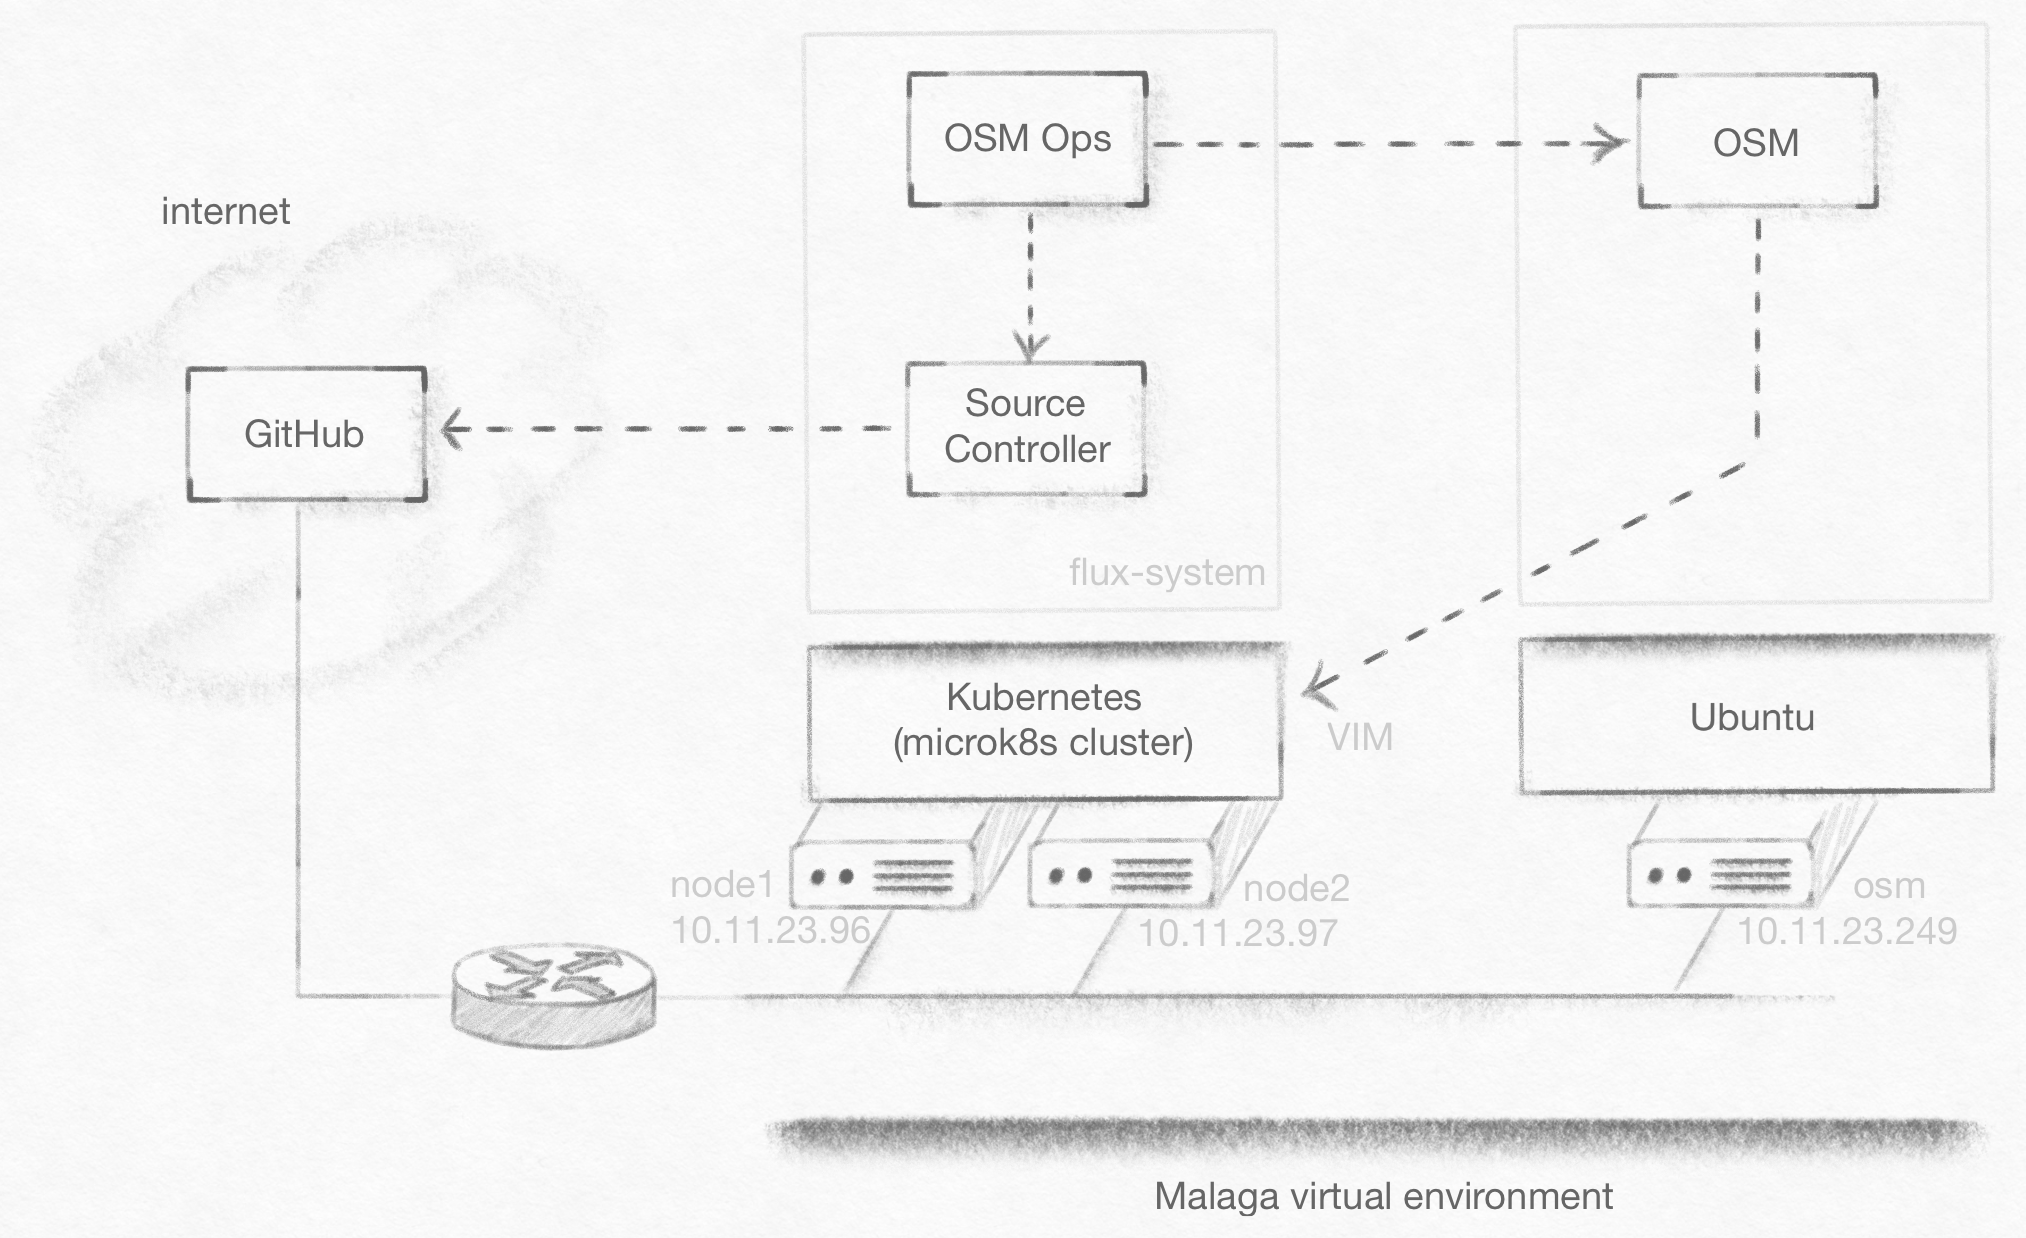 OSM Ops
OSM
internet
Source
Controller
GitHub
flux-system
Kubernetes
(microk8s cluster)
VIM
Ubuntu
node1
10.11.23.96
node2
10.11.23.97
osm
10.11.23.249
Malaga virtual environment